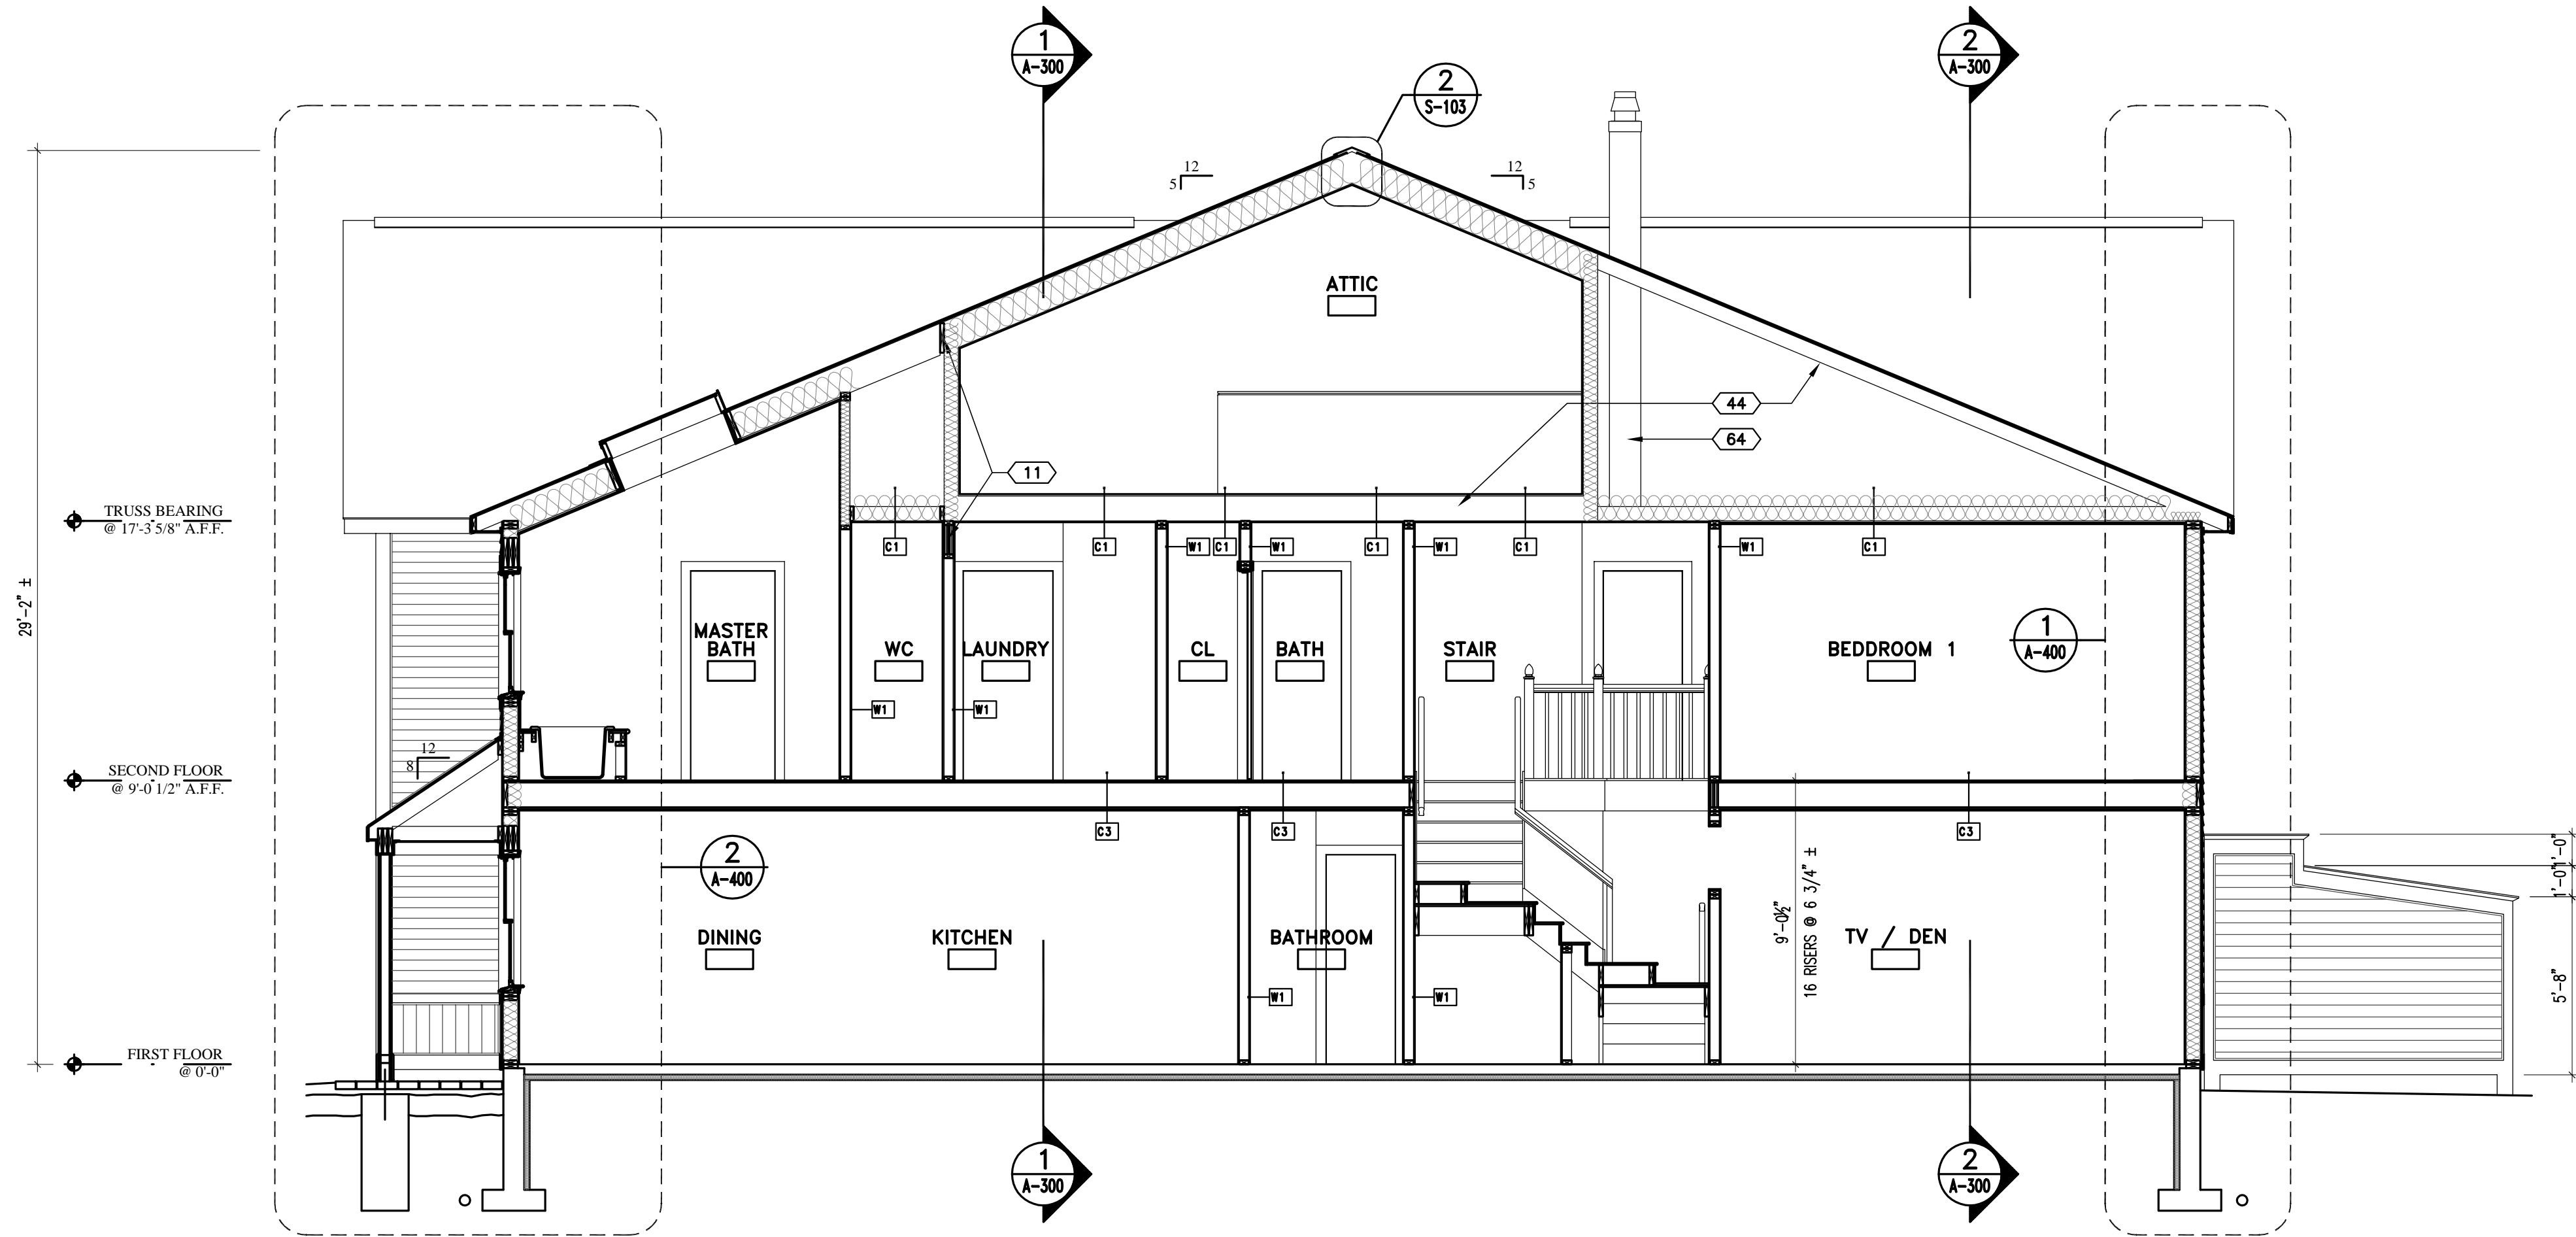 1
A-300
2
A-300
2
S-103
12
5
12
5
ATTIC
44
64
11
TRUSS BEARING
@ 17'-3 5/8" A.F.F.
29'-2" ±
C1
C1
W1
C1
W1
C1
W1
C1
W1
C1
MASTER
BATH
WC
LAUNDRY
CL
BATH
STAIR
BEDDROOM 1
1
A-400
W1
W1
12
8
SECOND FLOOR
@ 9'-0 1/2" A.F.F.
C3
C3
C3
2
A-400
9'-0½"
16 RISERS @ 6 3/4" ±
1'-0"
1'-0"
5'-8"
DINING
KITCHEN
BATHROOM
TV / DEN
W1
W1
FIRST FLOOR
@ 0'-0"
1
A-300
2
A-300